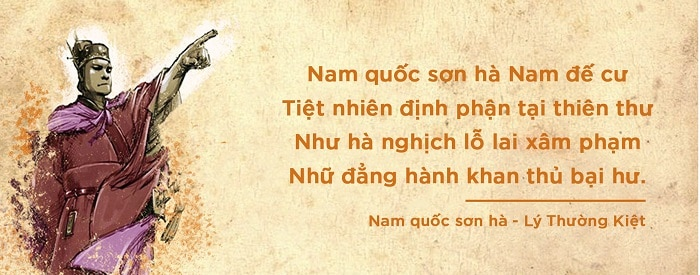 Nam quốc sơn hà Nam đế cư
Tiệt nhiên định phận tại thiên thư
Như hà nghịch lỗ lai xâm phạm
Nhữ đẳng hành khan thủ bại hư.
Nam quốc sơn hà - Lý Thường Kiệt